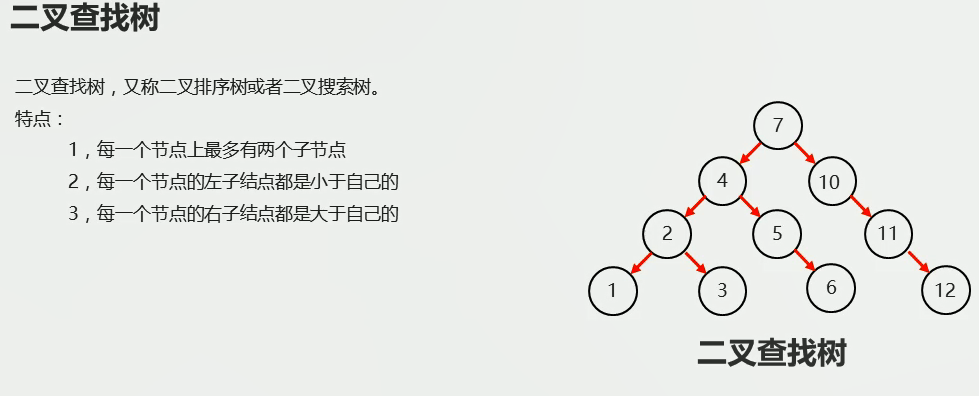 二叉查找树
二叉查找树，又称二叉排序树或者二叉搜索树。
特点：
1，每一个节点上最多有两个子节点
2，每一个节点的左子结点都是小于自己的
3，每一个节点的右子结点都是大于自己的
7
4 10
2 5 11
1 3 6 12
二叉查找树